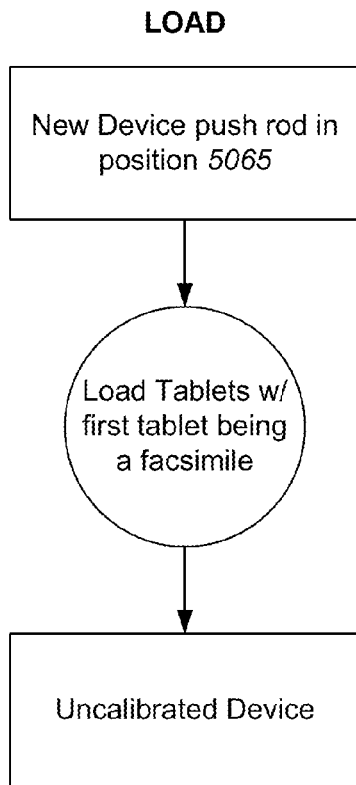 LOAD
New Device push rod in
position 5065
Load Tablets w/
first tablet being
a facsimile
Uncalibrated Device